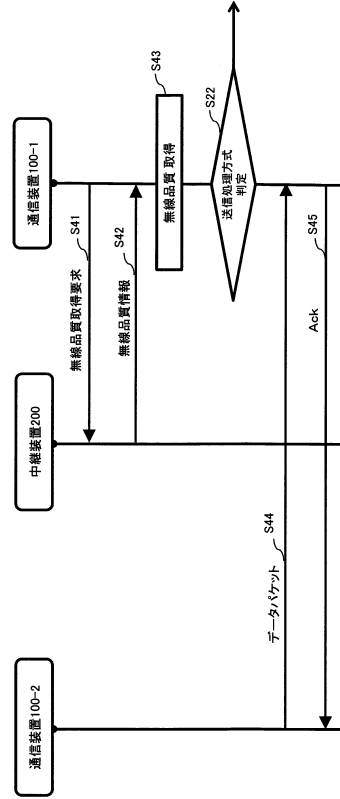 通信装置100-2
中継装置200
通信装置100-1
無線品質取得要求
S41
無線品質情報
S42
無線品質 取得
S43
送信処理方式
判定
S22
データパケット
S44
Ack
S45